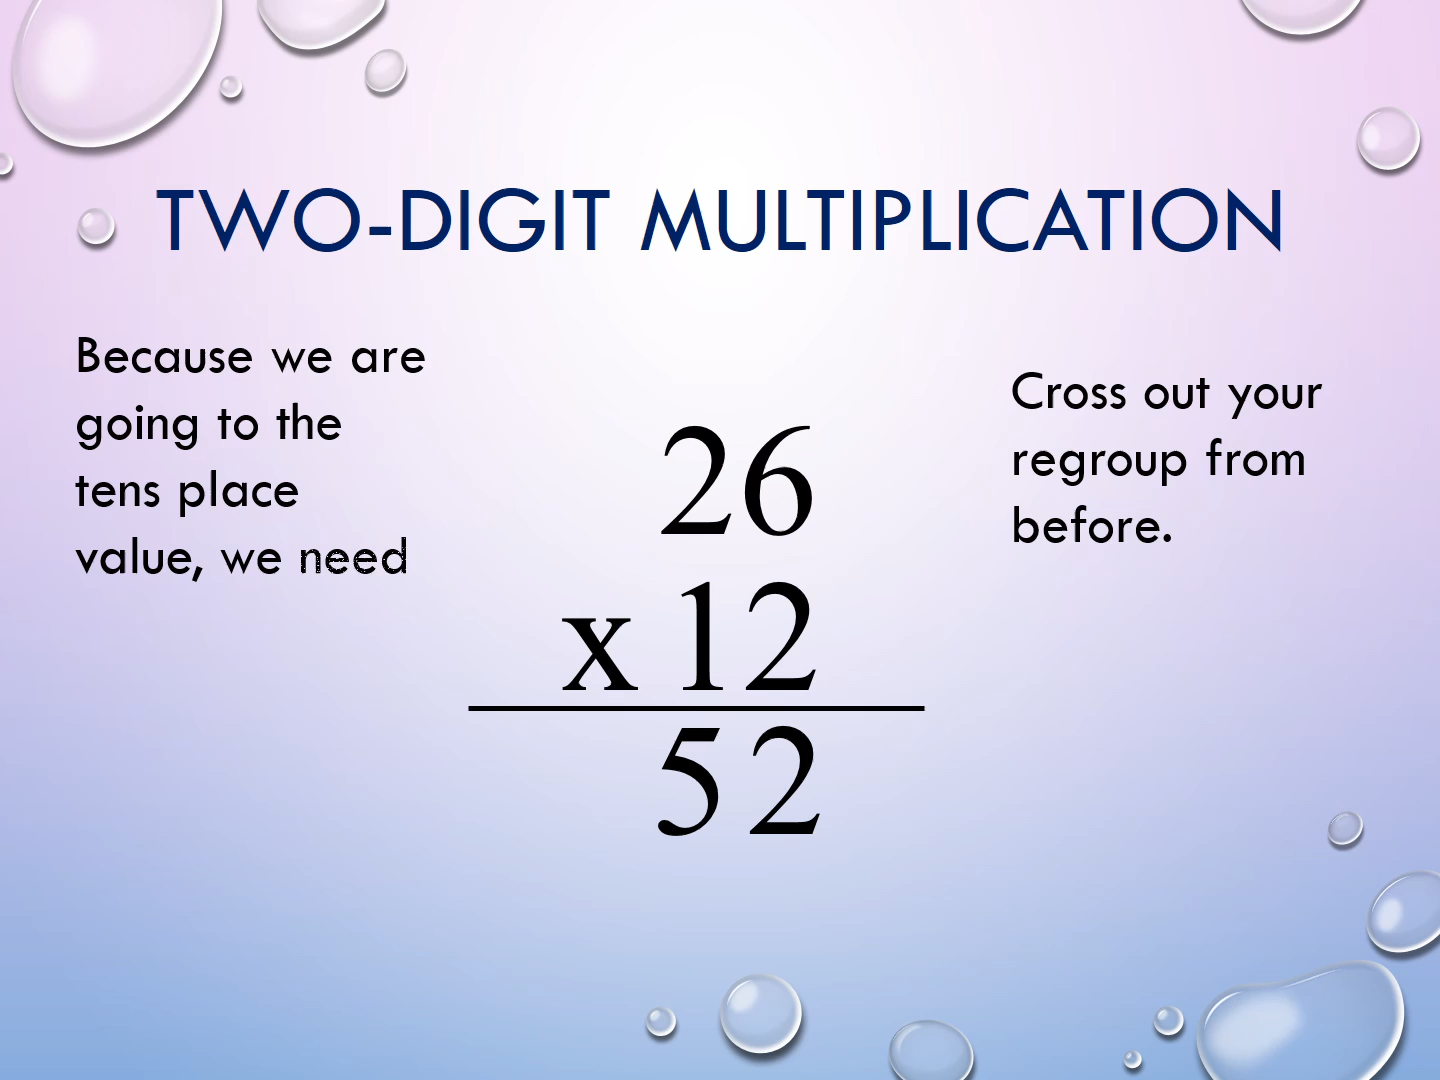 TWO-DIGIT MULTIPLICATION
Because we are
going to the
tens place
value, we need
26
x 12
52
Cross out your
regroup from
before.